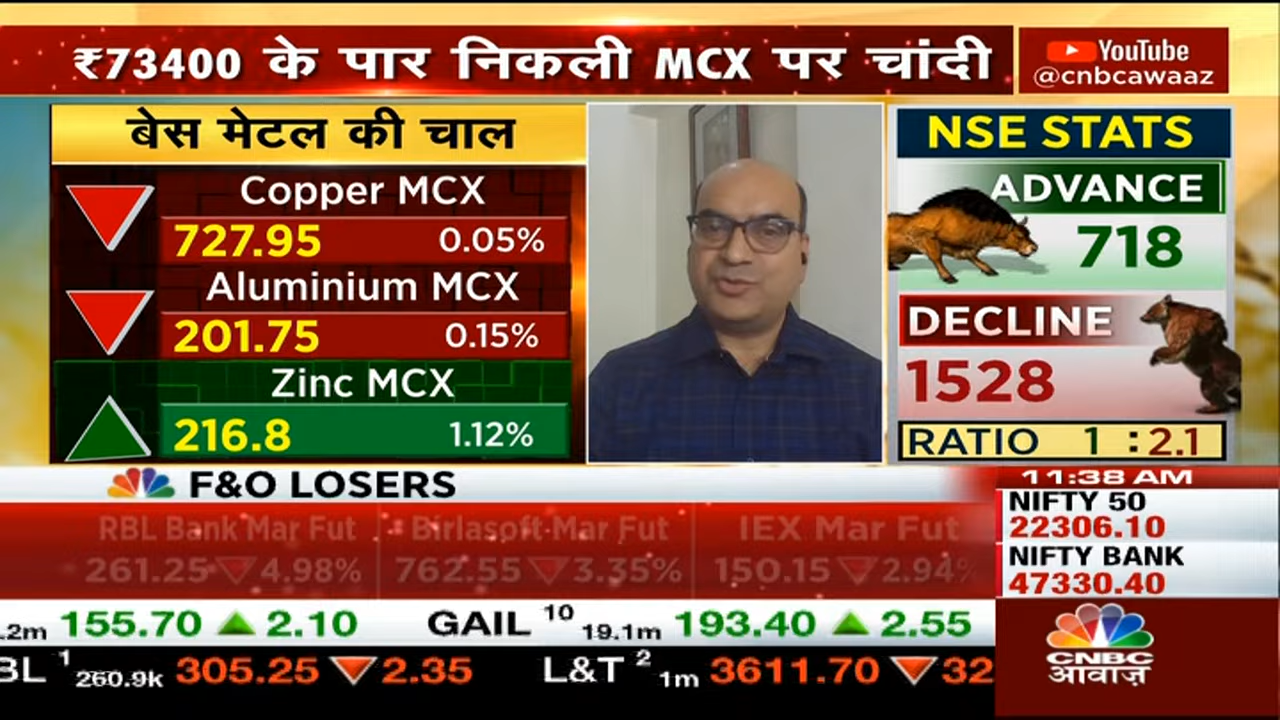 ₹73400 के पार निकली MCX पर चांदी
YouTube
@cnbcawaaz
बेस मेटल की चाल
Copper MCX
727.95 0.05%
Aluminium MCX
201.75 0.15%
Zinc MCX
216.8 1.12%
NSE STATS
ADVANCE
718
DECLINE
1528
RATIO 1 : 2.1
F&O LOSERS
RBL Bank Mar Fut
261.25 4.98%
Birlasoft Mar Fut
762.55 3.35%
IEX Mar Fut
150.15 2.94%
11:38 AM
NIFTY 50
22306.10
NIFTY BANK
47330.40
.2m 155.70 2.10 GAIL 10 19.1m 193.40 2.55
BL 1 260.9k 305.25 2.35 L&T 2 1m 3611.70 32
CNBC
आवाज़